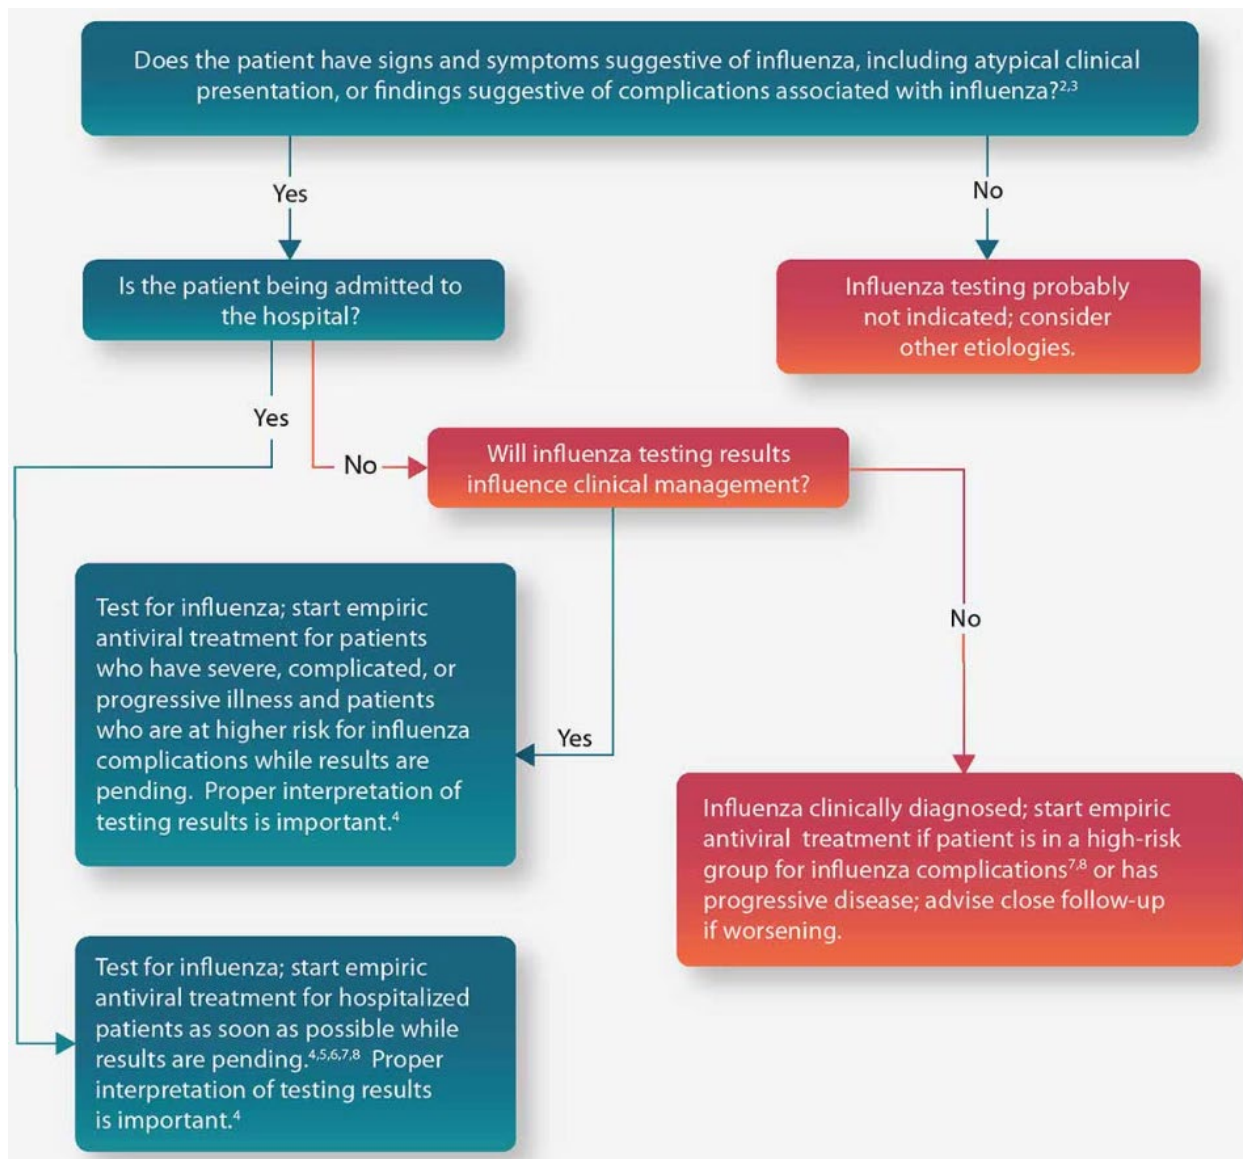 Does the patient have signs and symptoms suggestive of influenza, including atypical clinical
presentation, or findings suggestive of complications associated with influenza?2,3
Yes
No
Is the patient being admitted to
the hospital?
Influenza testing probably
not indicated; consider
other etiologies.
Yes
No
Will influenza testing results
influence clinical management?
Yes
No
Test for influenza; start empiric
antiviral treatment for patients
who have severe, complicated, or
progressive illness and patients
who are at higher risk for influenza
complications while results are
pending. Proper interpretation of
testing results is important.4
Influenza clinically diagnosed; start empiric
antiviral treatment if patient is in a high-risk
group for influenza complications7,8 or has
progressive disease; advise close follow-up
if worsening.
Test for influenza; start empiric
antiviral treatment for hospitalized
patients as soon as possible while
results are pending.4,5,6,7,8 Proper
interpretation of testing results
is important.4